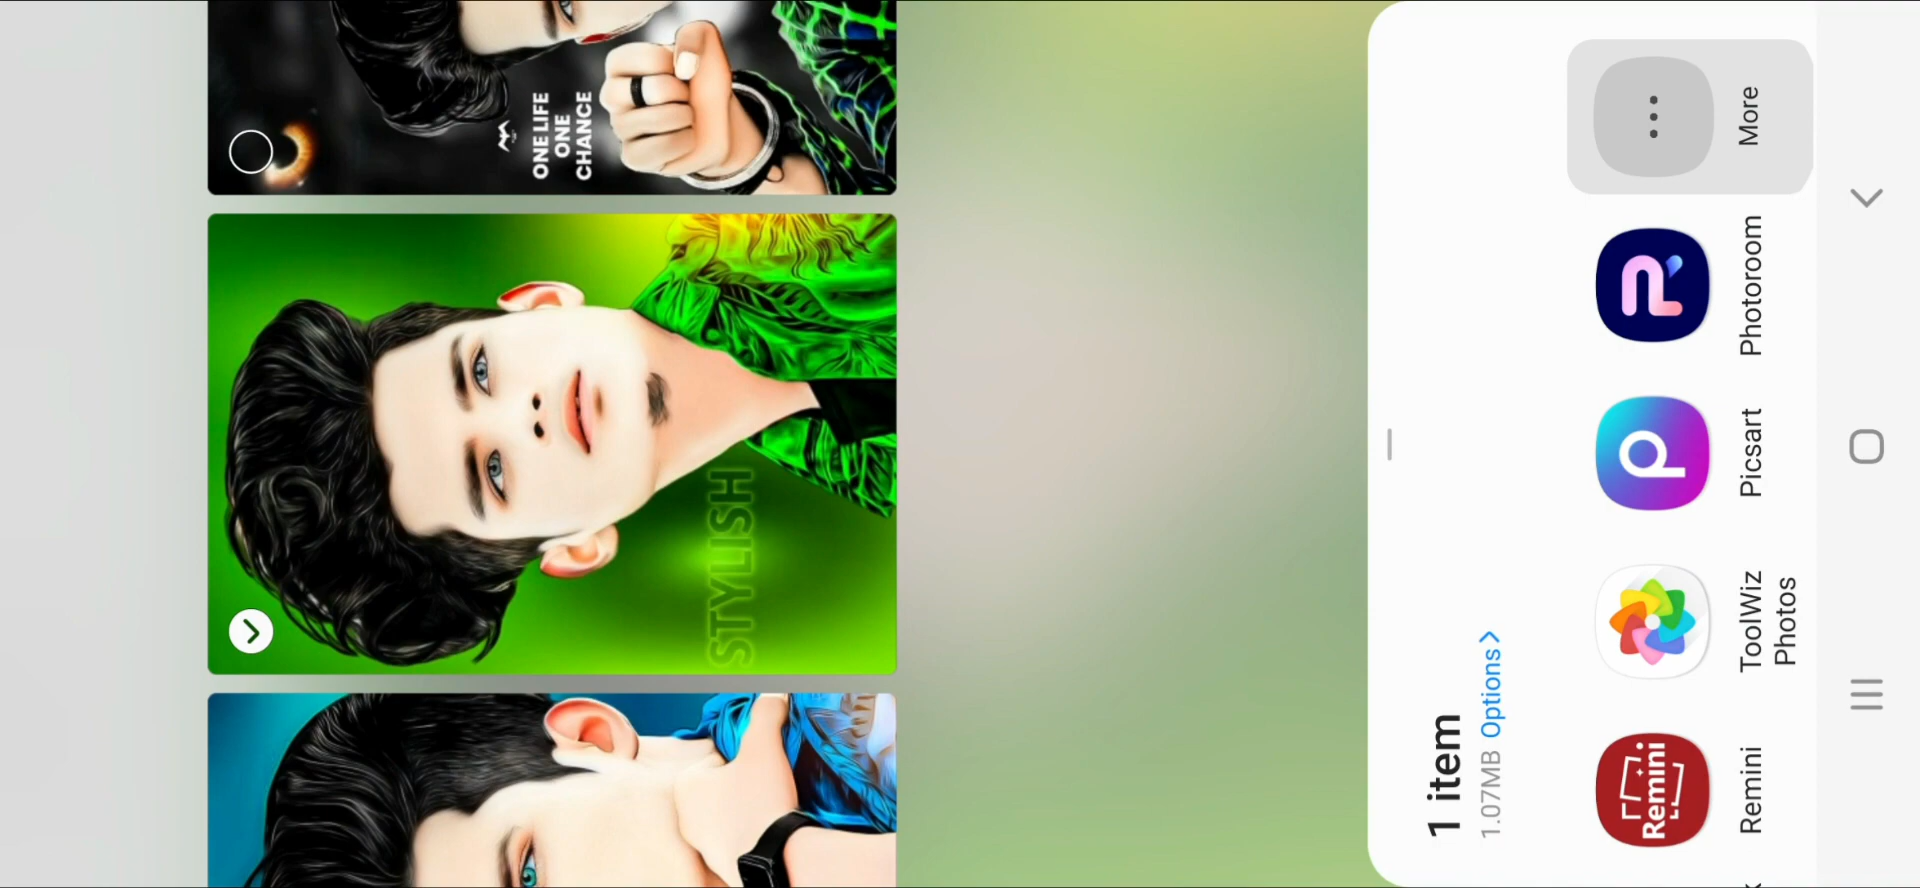 ONE LIFE
ONE
CHANCE
STYLISH
1 item
1.07MB Options
Remini
Remini
ToolWiz
Photos
Picsart
Photoroom
More